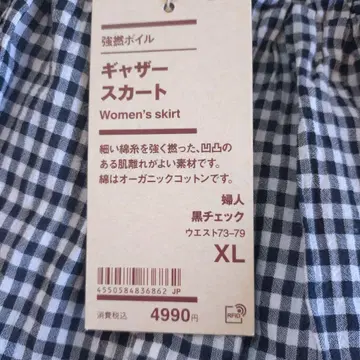 強撚ボイル
ギャザー
スカート
Women's skirt
細い綿糸を強く撚った、凹凸の
ある肌離れがよい素材です。
綿はオーガニックコットンです。
婦人
黒チェック
ウエスト73-79
XL
4550584836862 JP
消費税込 4990円
RFID